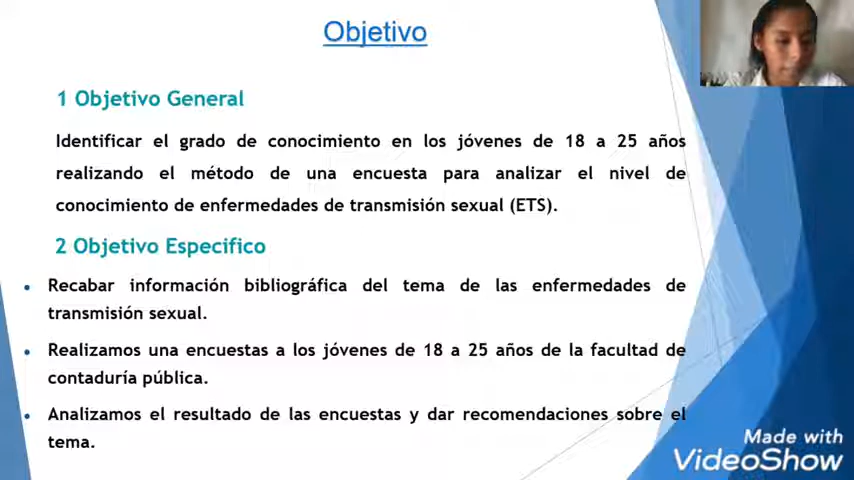 Objetivo
1 Objetivo General
Identificar el grado de conocimiento en los jóvenes de 18 a 25 años
realizando el método de una encuesta para analizar el nivel de
conocimiento de enfermedades de transmisión sexual (ETS).
2 Objetivo Especifico
• Recabar información bibliográfica del tema de las enfermedades de
transmisión sexual.
• Realizamos una encuestas a los jóvenes de 18 a 25 años de la facultad de
contaduría pública.
• Analizamos el resultado de las encuestas y dar recomendaciones sobre el
tema.
Made with
VideoShow